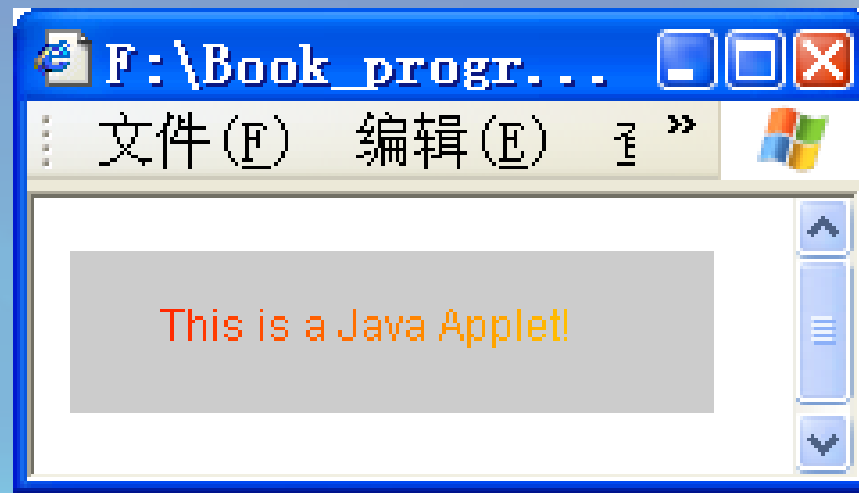 F:\Book_progr...
文件(F) 编辑(E) »
This is a Java Applet!